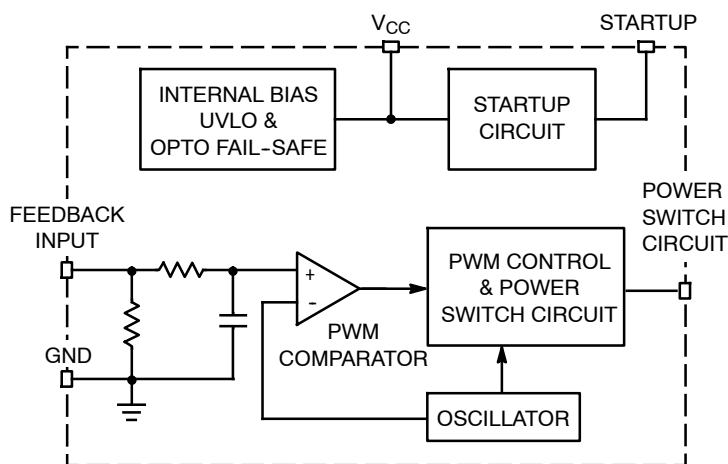 VCC
STARTUP
INTERNAL BIAS
UVLO &
OPTO FAIL-SAFE
STARTUP
CIRCUIT
FEEDBACK
INPUT
POWER
SWITCH
CIRCUIT
+
-
PWM CONTROL
& POWER
SWITCH CIRCUIT
PWM
COMPARATOR
GND
OSCILLATOR